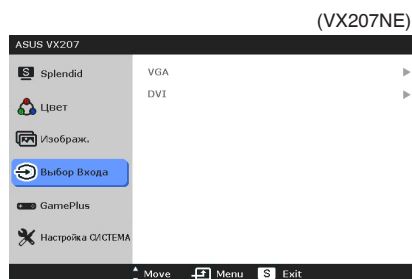 (VX207NE)
ASUS VX207
S Splendid
VGA
DVI
Цвет
Изображ.
Выбор Входа
GamePlus
Настройка СИСТЕМА
Move Menu S Exit